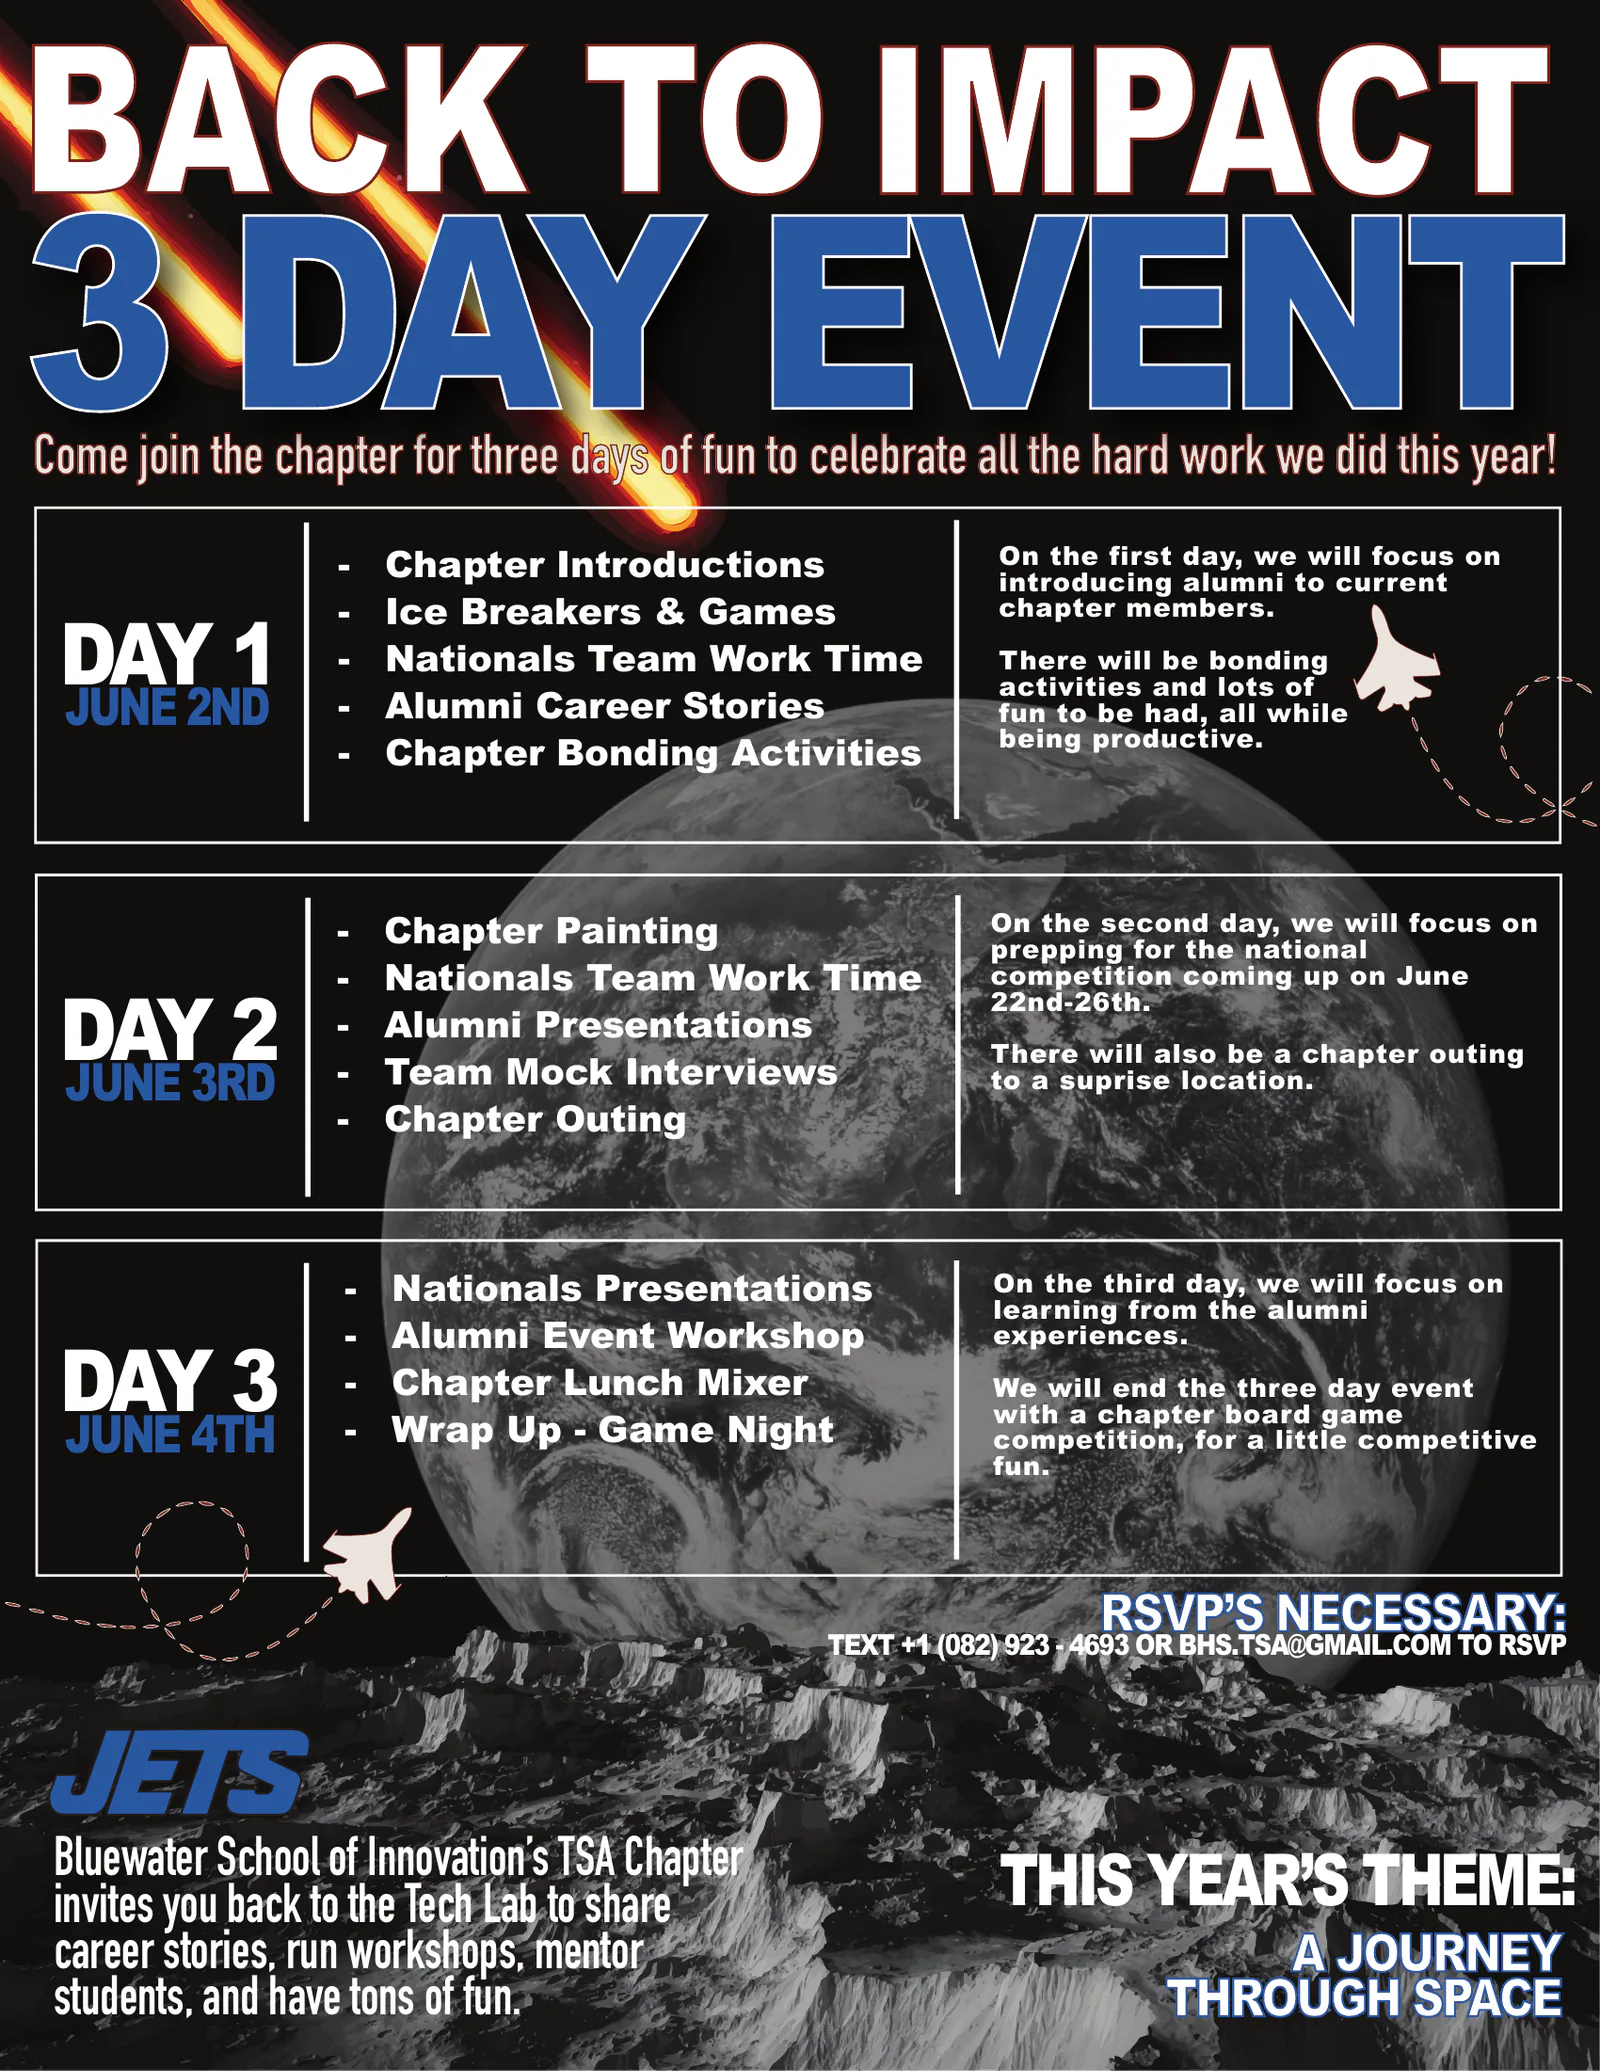 BACK TO IMPACT
3 DAY EVENT
Come join the chapter for three days of fun to celebrate all the hard work we did this year!
DAY 1
JUNE 2ND
- Chapter Introductions
- Ice Breakers & Games
- Nationals Team Work Time
- Alumni Career Stories
- Chapter Bonding Activities
On the first day, we will focus on
introducing alumni to current
chapter members.
There will be bonding
activities and lots of
fun to be had, all while
being productive.
DAY 2
JUNE 3RD
- Chapter Painting
- Nationals Team Work Time
- Alumni Presentations
- Team Mock Interviews
- Chapter Outing
On the second day, we will focus on
prepping for the national
competition coming up on June
22nd-26th.
There will also be a chapter outing
to a suprise location.
DAY 3
JUNE 4TH
- Nationals Presentations
- Alumni Event Workshop
- Chapter Lunch Mixer
- Wrap Up - Game Night
On the third day, we will focus on
learning from the alumni
experiences.
We will end the three day event
with a chapter board game
competition, for a little competitive
fun.
RSVP'S NECESSARY:
TEXT +1 (082) 923 - 4693 OR BHS.TSA@GMAIL.COM TO RSVP
JETS
Bluewater School of Innovation's TSA Chapter
invites you back to the Tech Lab to share
career stories, run workshops, mentor
students, and have tons of fun.
THIS YEAR'S THEME:
A JOURNEY
THROUGH SPACE